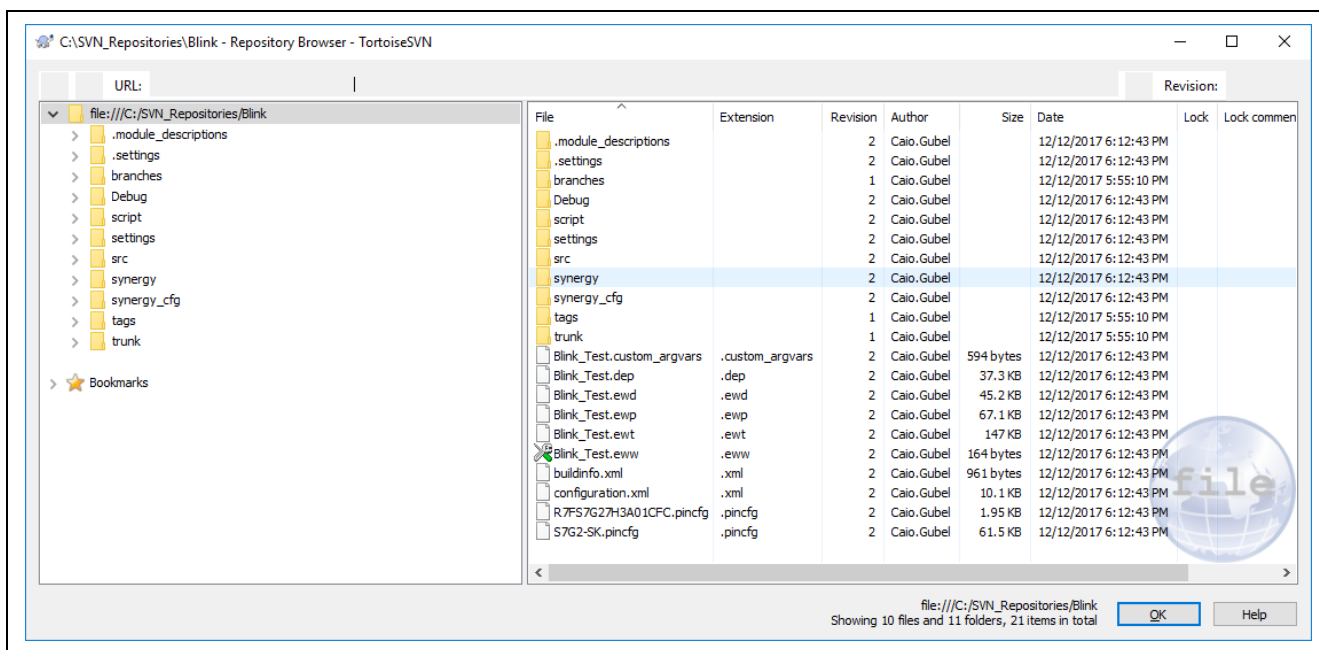 C:\SVN_Repositories\Blink - Repository Browser - TortoiseSVN
URL: Revision:
file:///C:/SVN_Repositories/Blink
.module_descriptions
.settings
branches
Debug
script
settings
src
synergy
synergy_cfg
tags
trunk
Bookmarks
File Extension Revision Author Size Date Lock Lock commen
.module_descriptions 2 Caio.Gubel 12/12/2017 6:12:43 PM
.settings 2 Caio.Gubel 12/12/2017 6:12:43 PM
branches 1 Caio.Gubel 12/12/2017 5:55:10 PM
Debug 2 Caio.Gubel 12/12/2017 6:12:43 PM
script 2 Caio.Gubel 12/12/2017 6:12:43 PM
settings 2 Caio.Gubel 12/12/2017 6:12:43 PM
src 2 Caio.Gubel 12/12/2017 6:12:43 PM
synergy 2 Caio.Gubel 12/12/2017 6:12:43 PM
synergy_cfg 2 Caio.Gubel 12/12/2017 6:12:43 PM
tags 1 Caio.Gubel 12/12/2017 5:55:10 PM
trunk 1 Caio.Gubel 12/12/2017 5:55:10 PM
Blink_Test.custom_argvars .custom_argvars 2 Caio.Gubel 594 bytes 12/12/2017 6:12:43 PM
Blink_Test.dep .dep 2 Caio.Gubel 37.3 KB 12/12/2017 6:12:43 PM
Blink_Test.ewd .ewd 2 Caio.Gubel 45.2 KB 12/12/2017 6:12:43 PM
Blink_Test.ewp .ewp 2 Caio.Gubel 67.1 KB 12/12/2017 6:12:43 PM
Blink_Test.ewt .ewt 2 Caio.Gubel 147 KB 12/12/2017 6:12:43 PM
Blink_Test.eww .eww 2 Caio.Gubel 164 bytes 12/12/2017 6:12:43 PM
buildinfo.xml .xml 2 Caio.Gubel 961 bytes 12/12/2017 6:12:43 PM
configuration.xml .xml 2 Caio.Gubel 10.1 KB 12/12/2017 6:12:43 PM
R7FS7G27H3A01CFC.pincfg .pincfg 2 Caio.Gubel 1.95 KB 12/12/2017 6:12:43 PM
S7G2-SK.pincfg .pincfg 2 Caio.Gubel 61.5 KB 12/12/2017 6:12:43 PM
file
file:///C:/SVN_Repositories/Blink
Showing 10 files and 11 folders, 21 items in total
OK Help